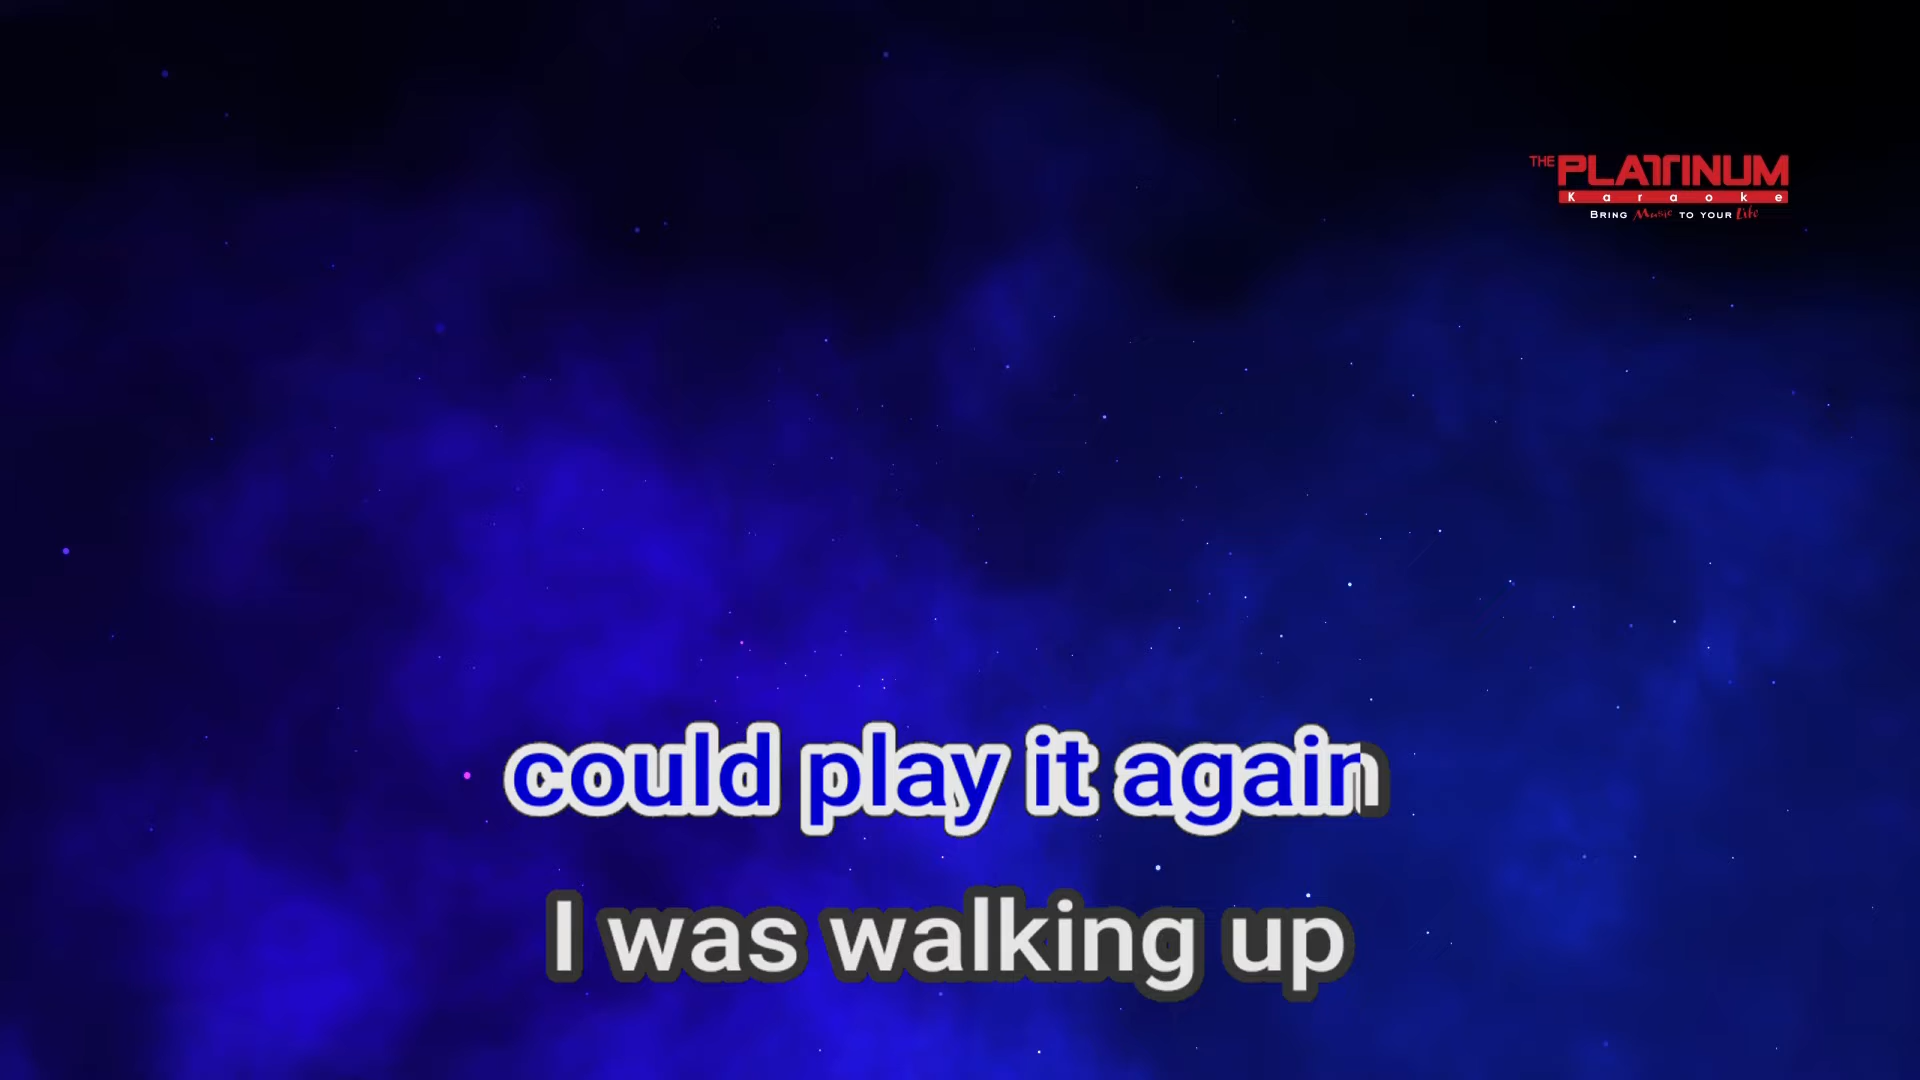 THE PLATINUM
Karaoke
BRING Music TO YOUR Life
could play it again
I was walking up